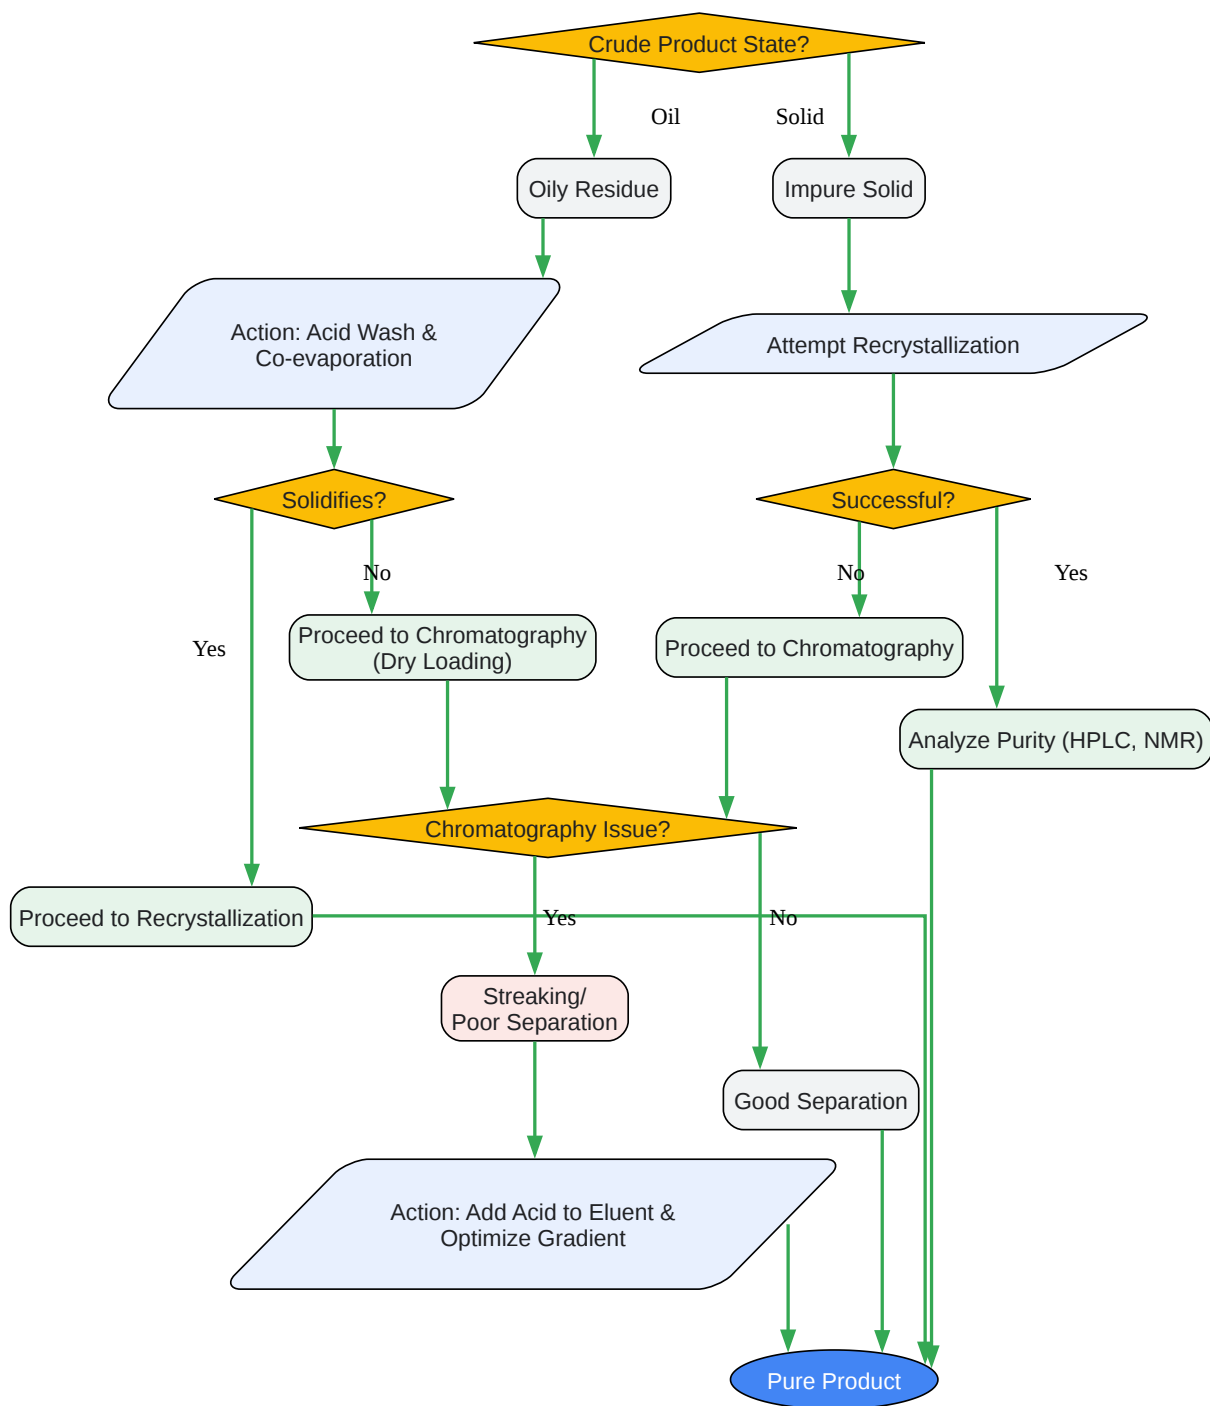 Crude Product State?
Oil
Solid
Oily Residue
Impure Solid
Action: Acid Wash &
Co-evaporation
Attempt Recrystallization
Solidifies?
Successful?
No
No
Yes
Yes
Proceed to Chromatography
(Dry Loading)
Proceed to Chromatography
Analyze Purity (HPLC, NMR)
Chromatography Issue?
Proceed to Recrystallization
Yes
No
Streaking/
Poor Separation
Good Separation
Action: Add Acid to Eluent &
Optimize Gradient
Pure Product